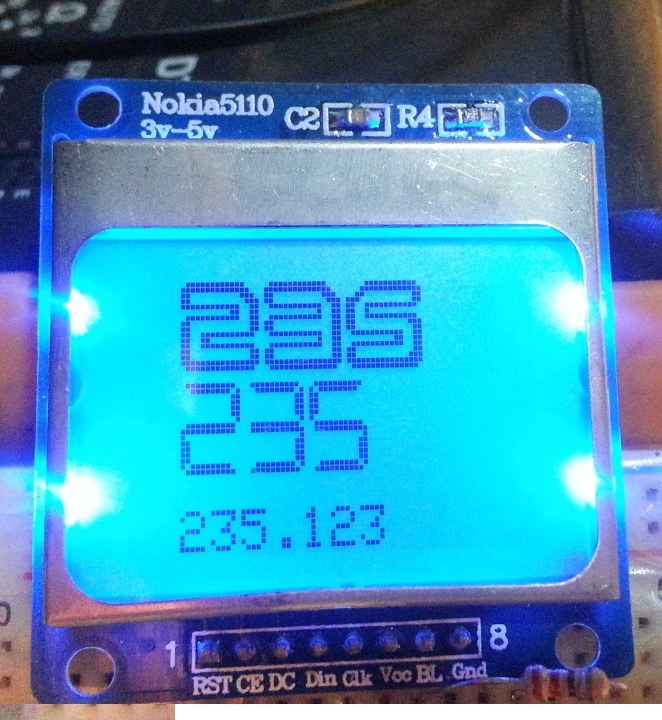 Nokia5110
3v-5v
C2
R4
235
235
235.123
1
8
RST CE DC Din Clk Vcc BL Gnd